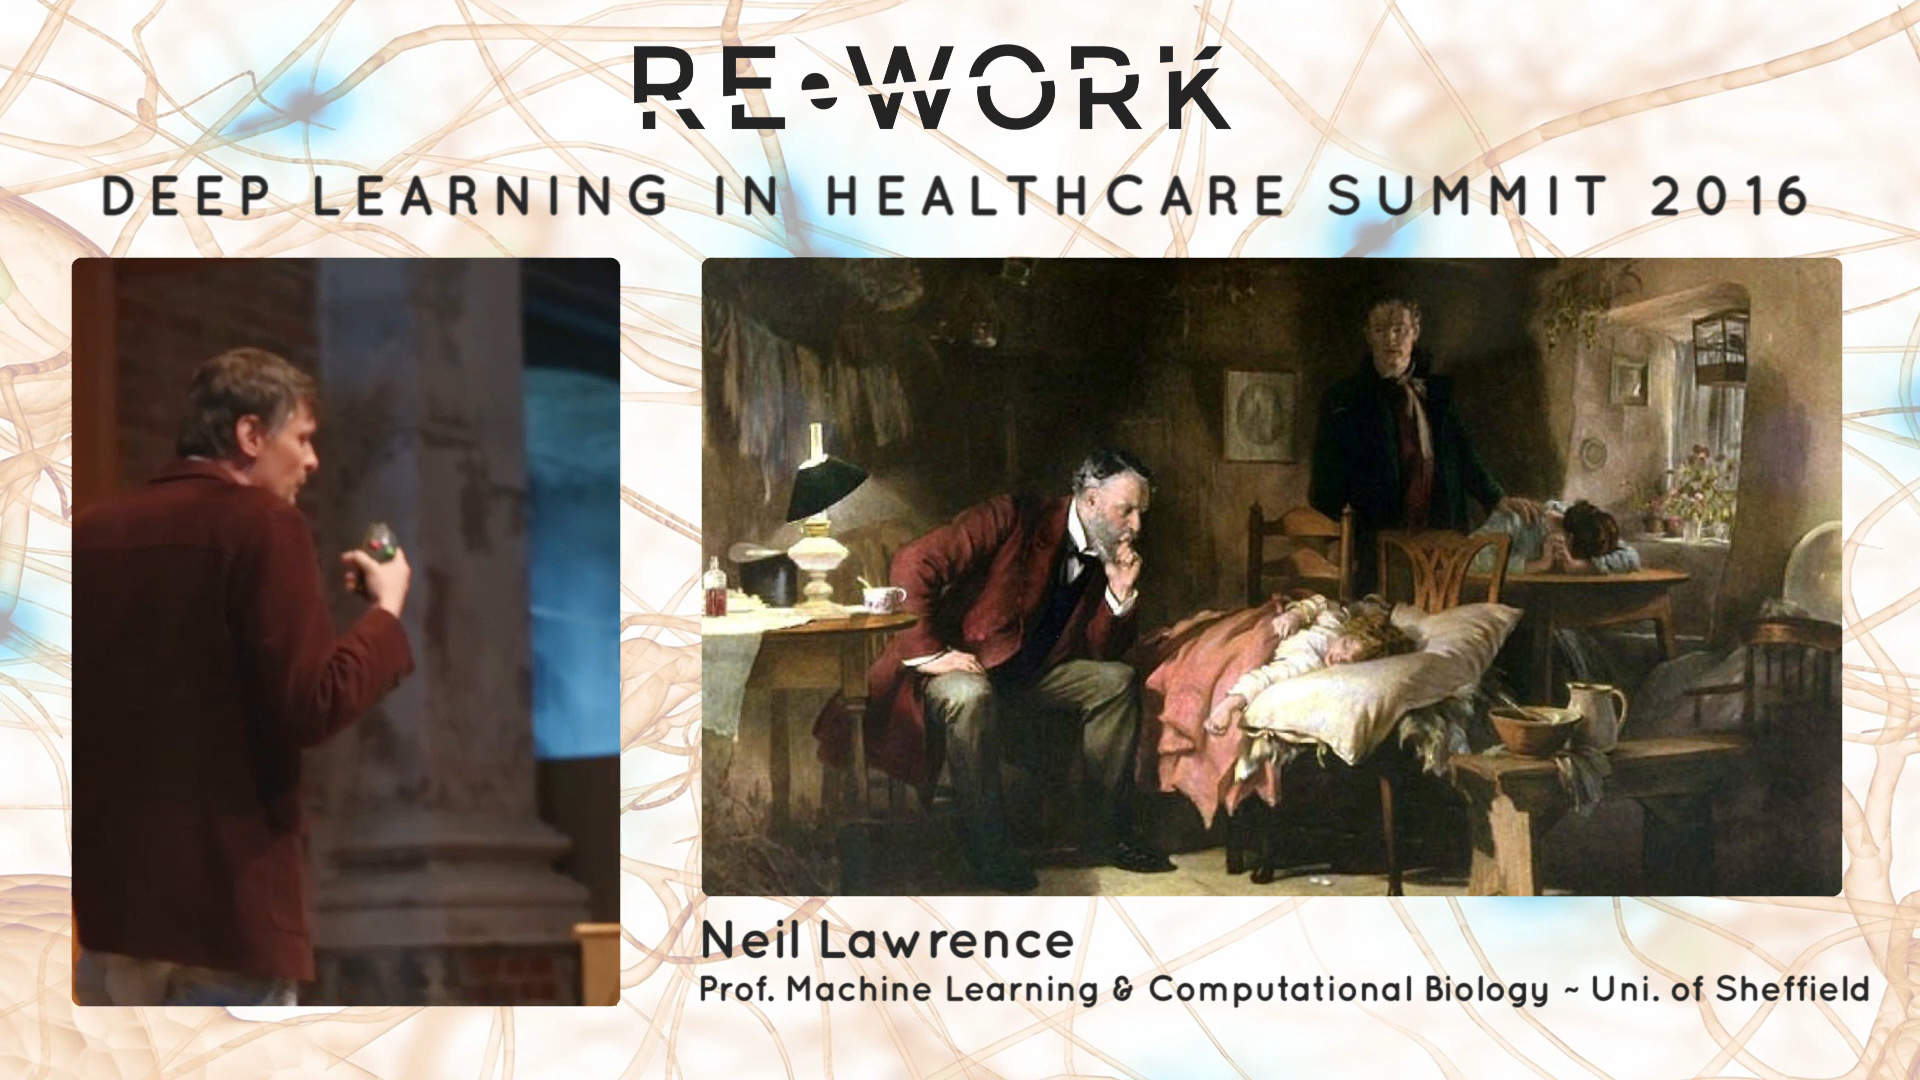 RE•WORK
DEEP LEARNING IN HEALTHCARE SUMMIT 2016
Neil Lawrence
Prof. Machine Learning & Computational Biology ~ Uni. of Sheffield